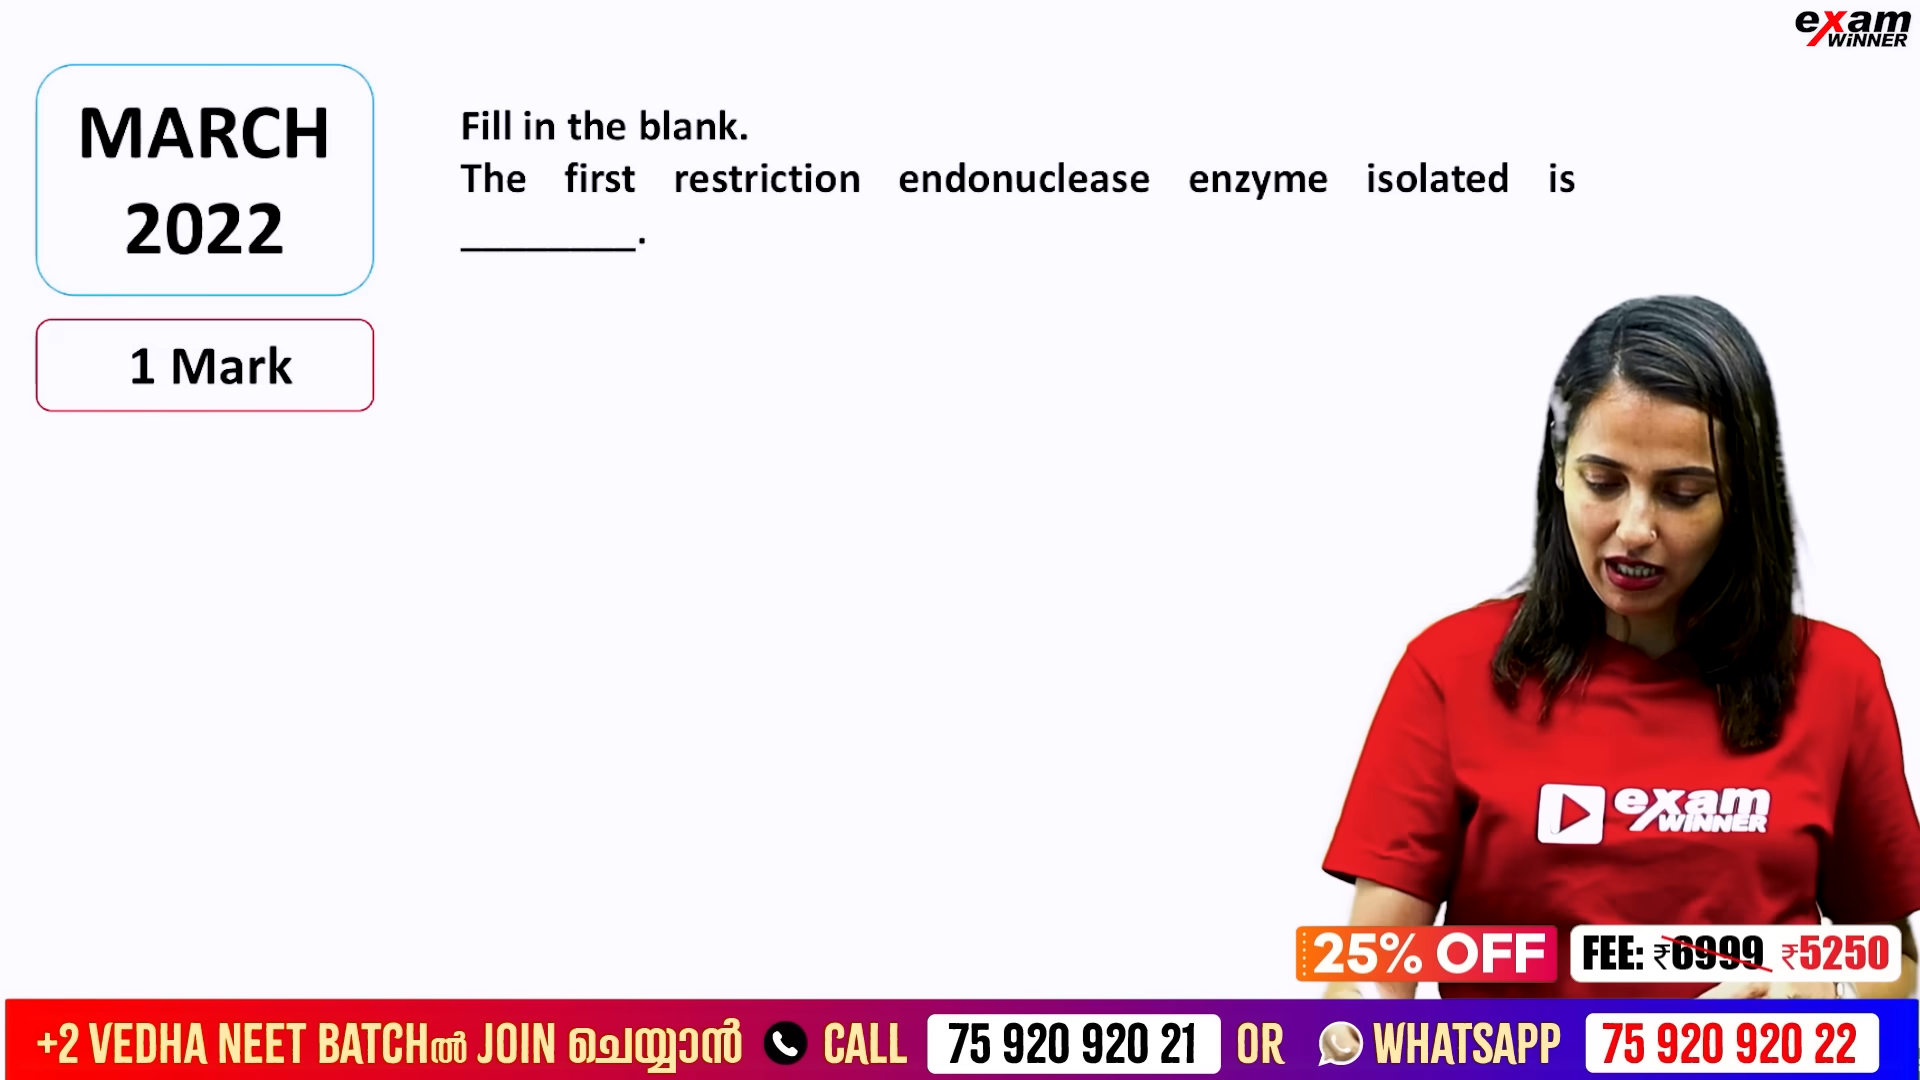 exam
WiNNER
MARCH
2022
1 Mark
Fill in the blank.
The first restriction endonuclease enzyme isolated is
________.
exam
WiNNER
25% OFF
FEE: ₹6999 ₹5250
+2 VEDHA NEET BATCHൽ JOIN ചെയ്യാൻ CALL 75 920 920 21 OR WHATSAPP 75 920 920 22